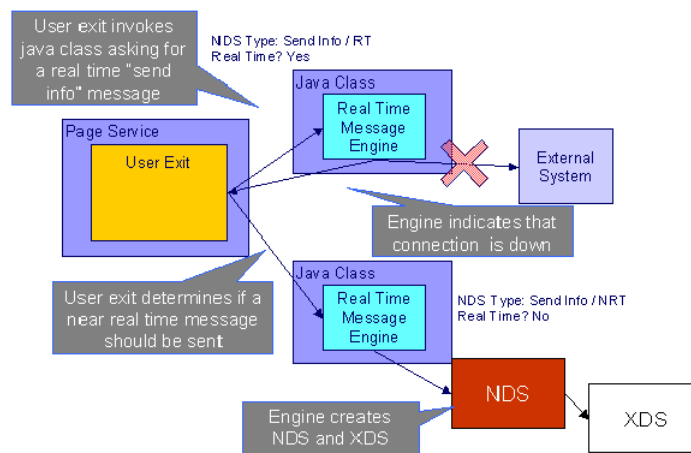 User exit invokes
java class asking for
a real time "send
info" message
NDS Type: Send Info / RT
Real Time? Yes
Java Class
Real Time
Message
Engine
Page Service
User Exit
External
System
Engine indicates that
connection is down
User exit determines if a
near real time message
should be sent
Java Class
Real Time
Message
Engine
NDS Type: Send Info / NRT
Real Time? No
NDS
XDS
Engine creates
NDS and XDS